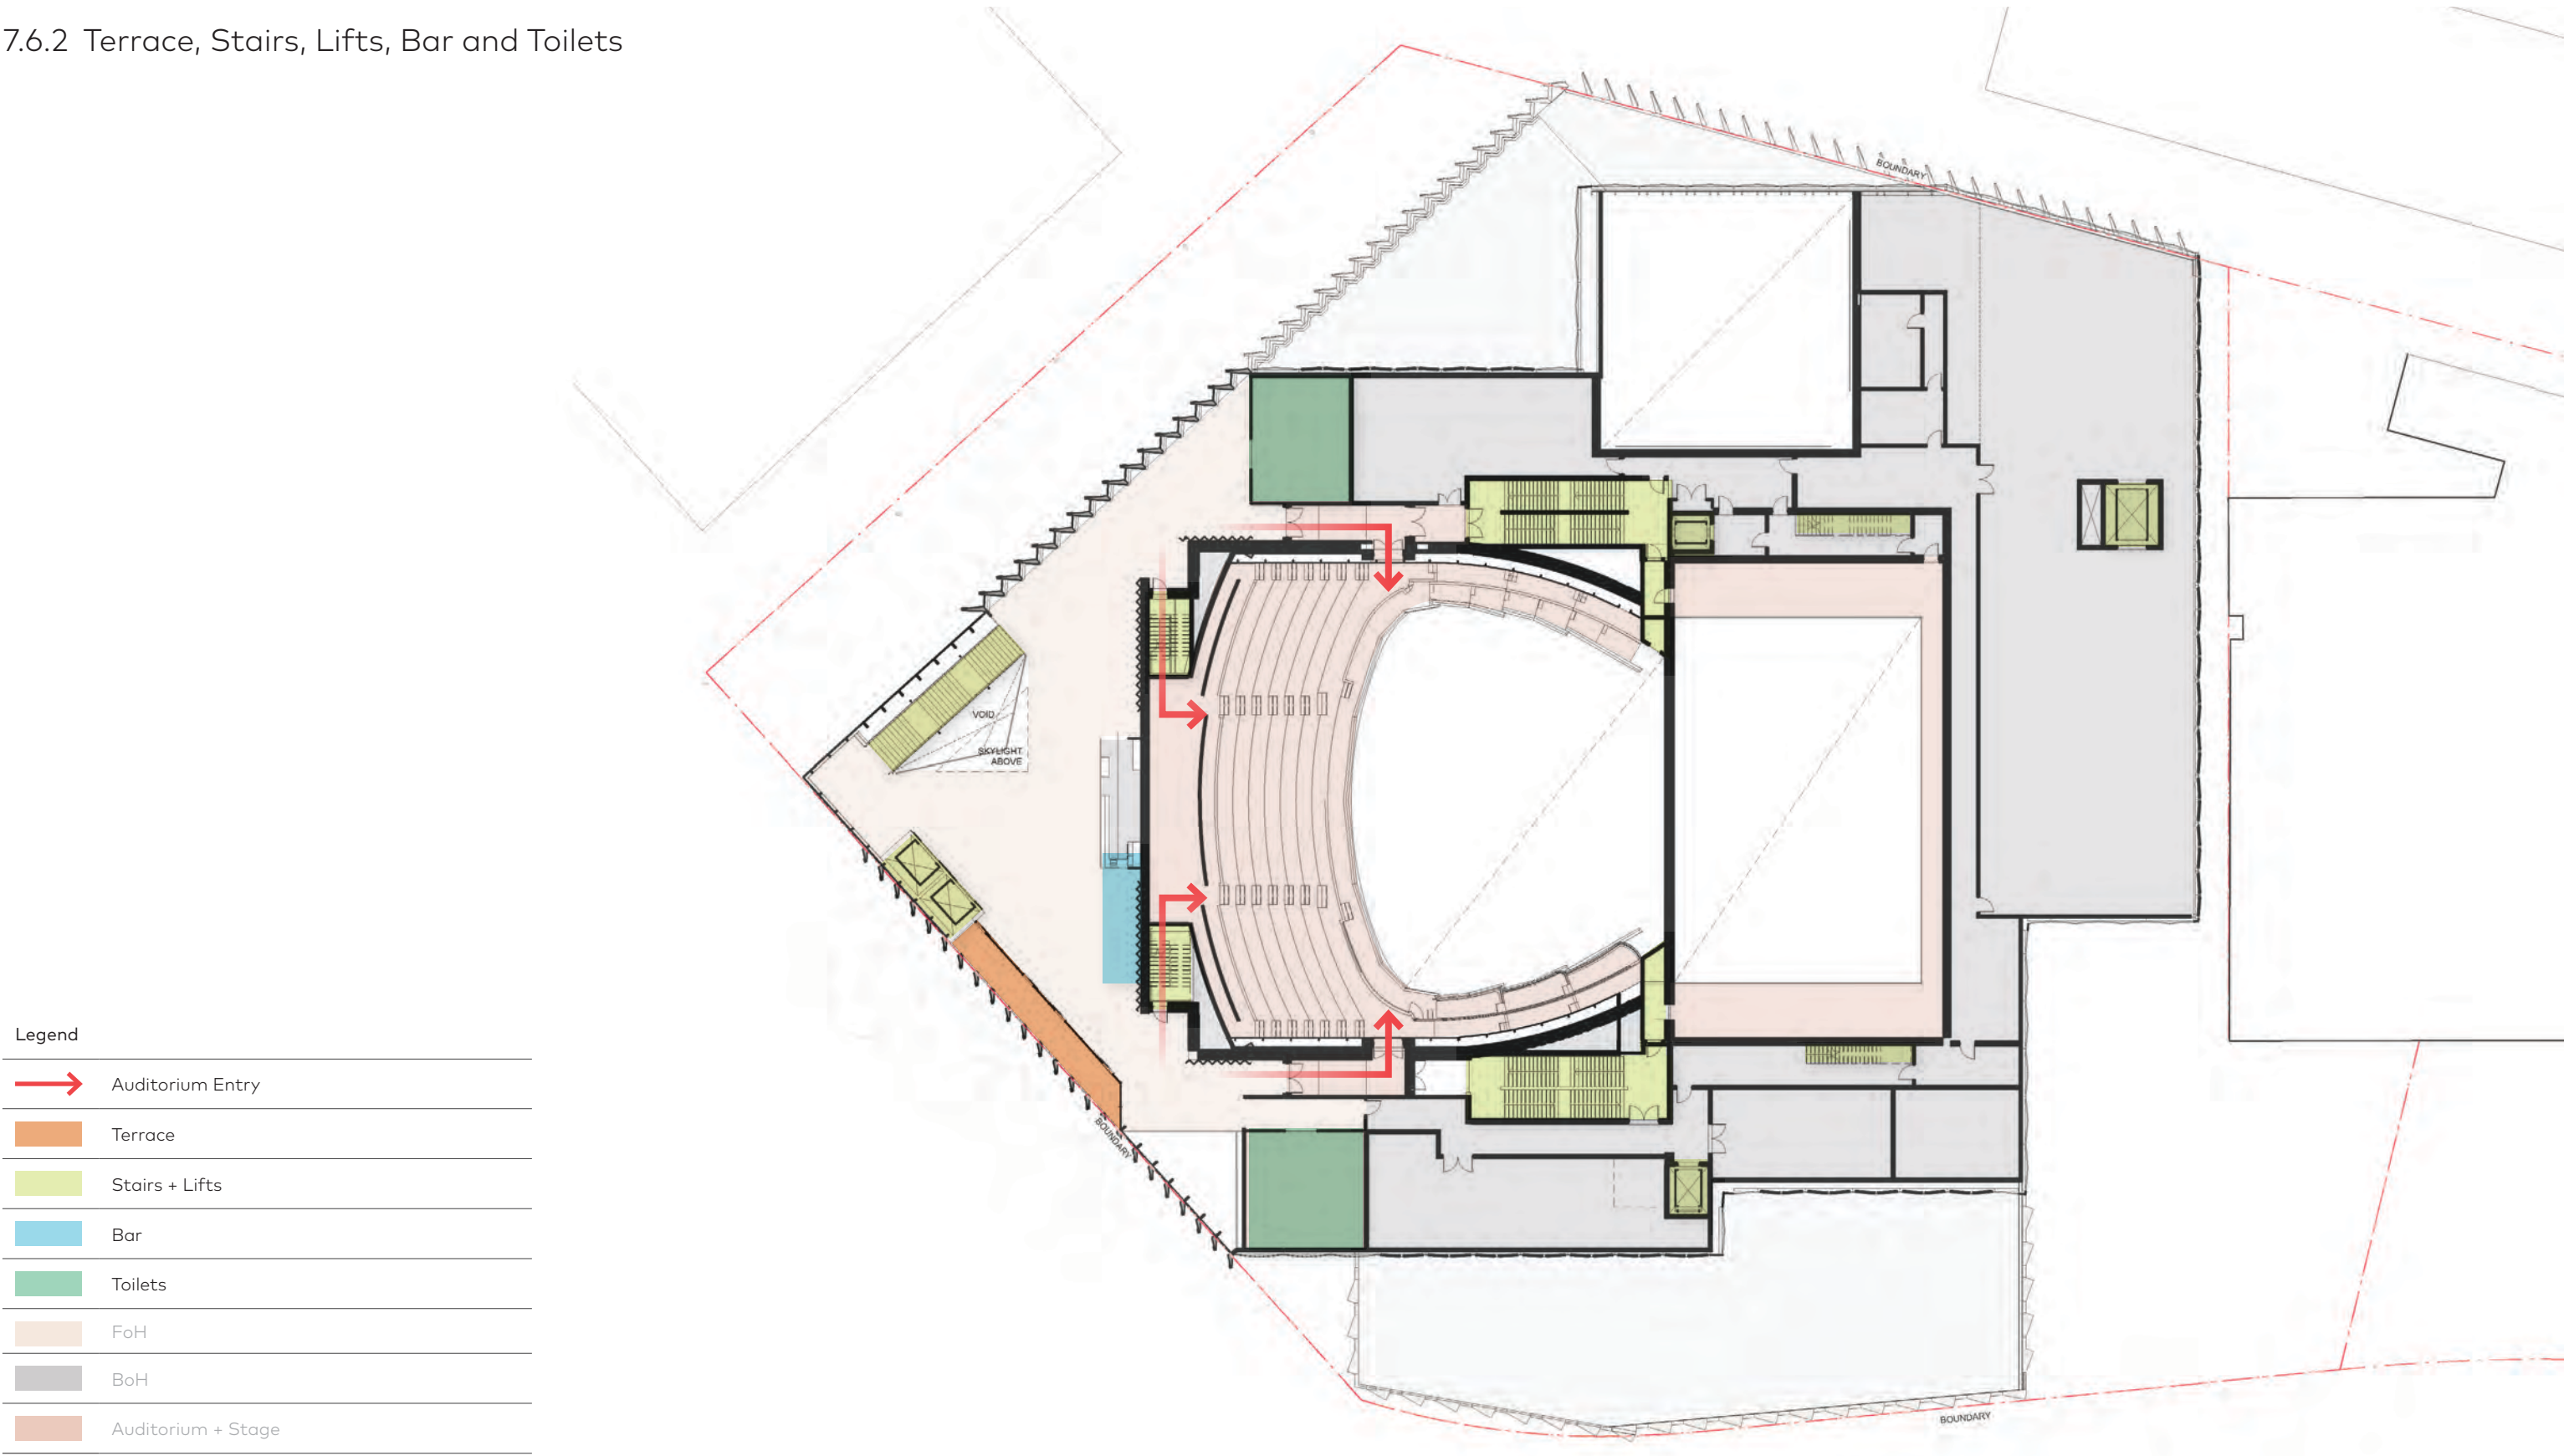 7.6.2 Terrace, Stairs, Lifts, Bar and Toilets
BOUNDARY
VOID
SKYLIGHT
ABOVE
BOUNDARY
BOUNDARY
Legend
Auditorium Entry
Terrace
Stairs + Lifts
Bar
Toilets
FoH
BoH
Auditorium + Stage